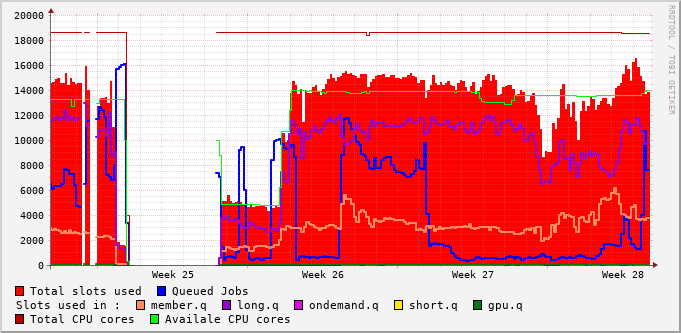 20000
18000
16000
14000
12000
10000
8000
6000
4000
2000
0
Week 25 Week 26 Week 27 Week 28
RRDTOOL / TOBI OETIKER
Total slots used Queued Jobs
Slots used in : member.q long.q ondemand.q short.q gpu.q
Total CPU cores Availale CPU cores